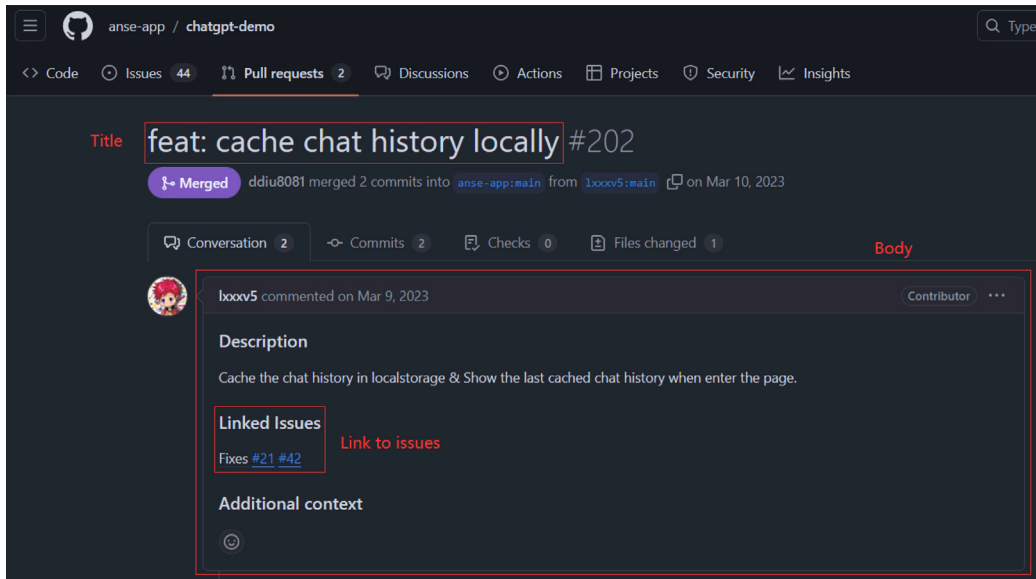 anse-app / chatgpt-demo
Type
<> Code Issues 44 Pull requests 2 Discussions Actions Projects Security Insights
Title
feat: cache chat history locally #202
Merged ddiu8081 merged 2 commits into anse-app:main from lxxxv5:main on Mar 10, 2023
Conversation 2 Commits 2 Checks 0 Files changed 1
Body
lxxxv5 commented on Mar 9, 2023 Contributor ...
Description
Cache the chat history in localstorage & Show the last cached chat history when enter the page.
Linked Issues
Link to issues
Fixes #21 #42
Additional context